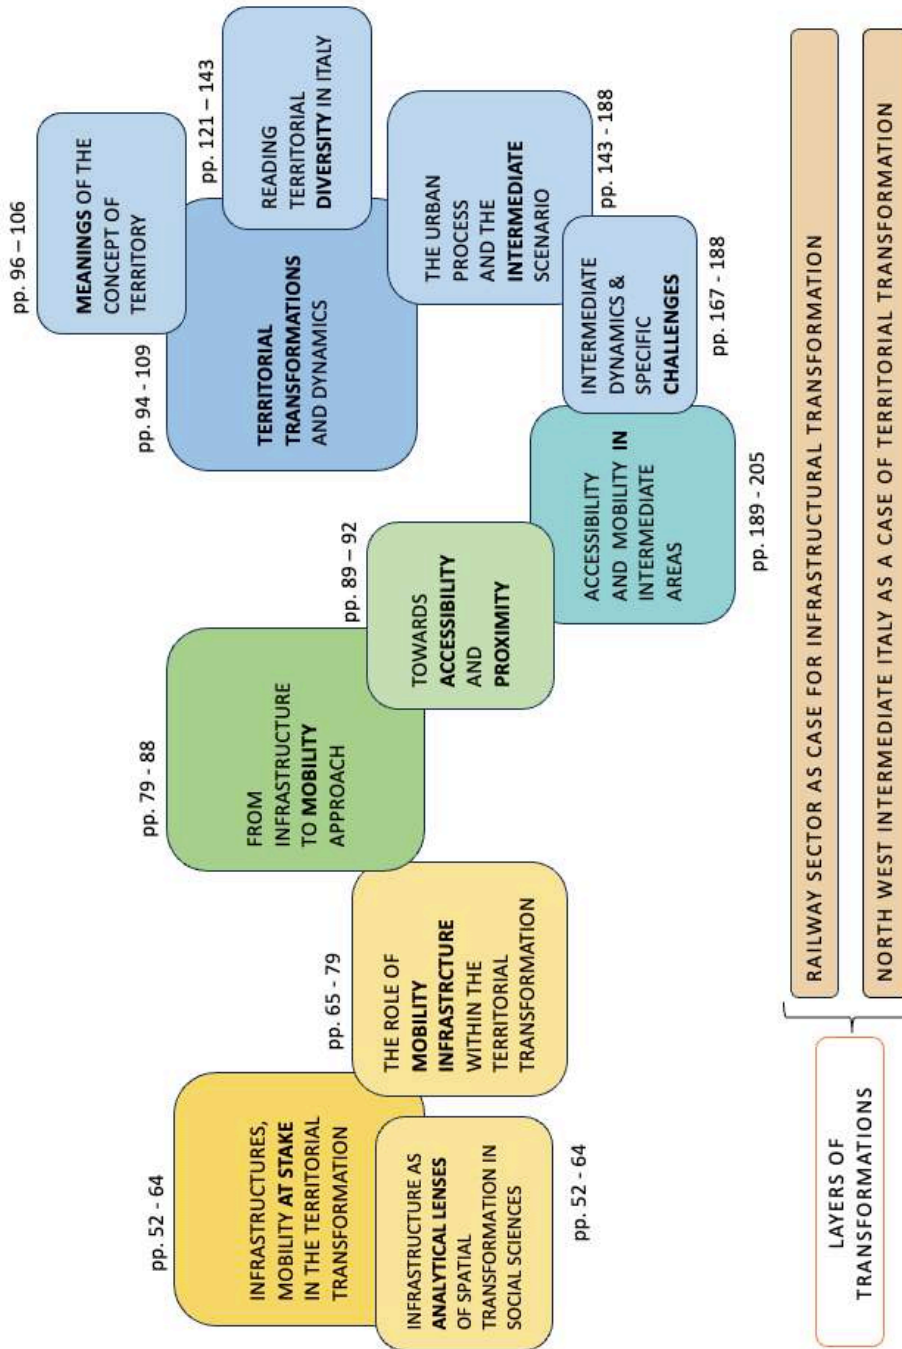 pp. 52 - 64
INFRASTRUCTURES,
MOBILITY AT STAKE
IN THE TERRITORIAL
TRANSFORMATION
INFRASTRUCTURE AS
ANALYTICAL LENSES
OF SPATIAL
TRANSFORMATION IN
SOCIAL SCIENCES
pp. 52 - 64
pp. 65 - 79
THE ROLE OF
MOBILITY
INFRASTRCTURE
WITHIN THE
TERRITORIAL
TRANSFORMATION
pp. 79 - 88
FROM
INFRASTRUCTURE
TO MOBILITY
APPROACH
pp. 89 – 92
TOWARDS
ACCESSIBILITY
AND
PROXIMITY
ACCESSIBILITY
AND MOBILITY IN
INTERMEDIATE
AREAS
pp. 189 - 205
pp. 94 - 109
TERRITORIAL
TRANSFORMATIONS
AND DYNAMICS
pp. 96 – 106
MEANINGS OF THE
CONCEPT OF
TERRITORY
pp. 121 – 143
READING
TERRITORIAL
DIVERSITY IN ITALY
THE URBAN
PROCESS
AND THE
INTERMEDIATE
SCENARIO
pp. 143 - 188
INTERMEDIATE
DYNAMICS &
SPECIFIC
CHALLENGES
pp. 167 - 188
LAYERS OF
TRANSFORMATIONS
RAILWAY SECTOR AS CASE FOR INFRASTRUCTURAL TRANSFORMATION
NORTH WEST INTERMEDIATE ITALY AS A CASE OF TERRITORIAL TRANSFORMATION